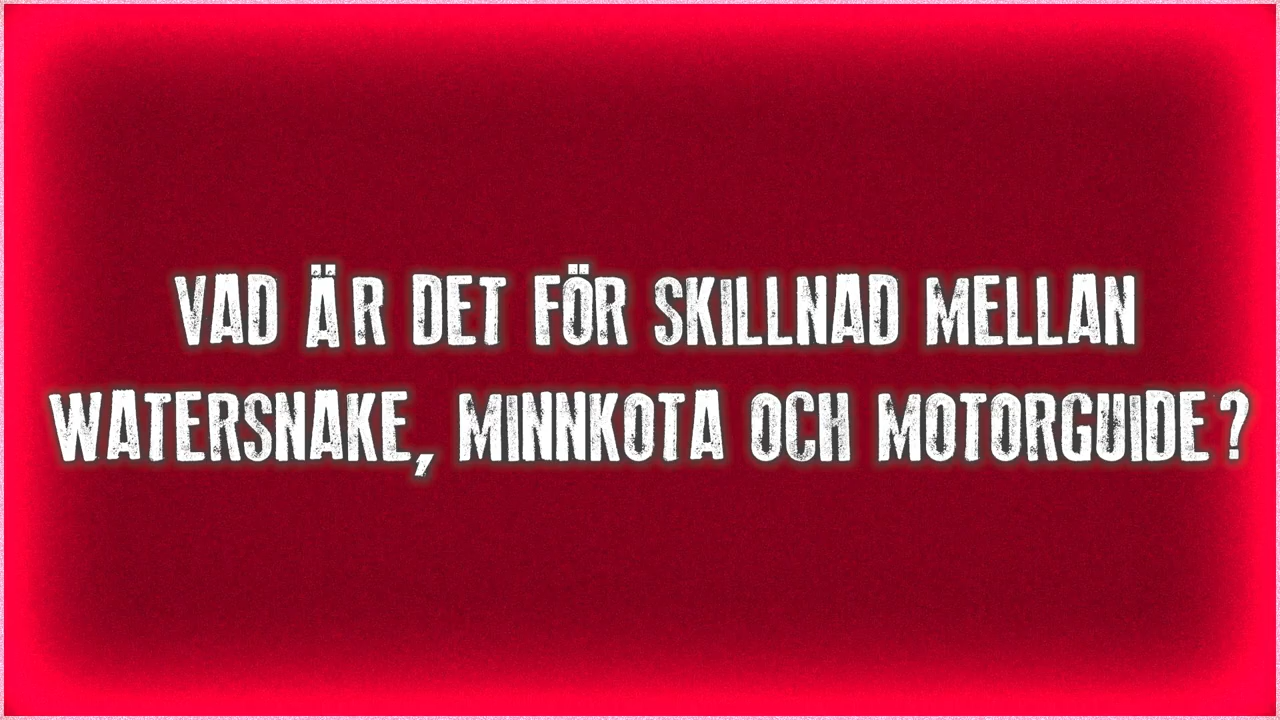 VAD ÄR DET FÖR SKILLNAD MELLAN
WATERSNAKE, MINNKOTA OCH MOTORGUIDE?